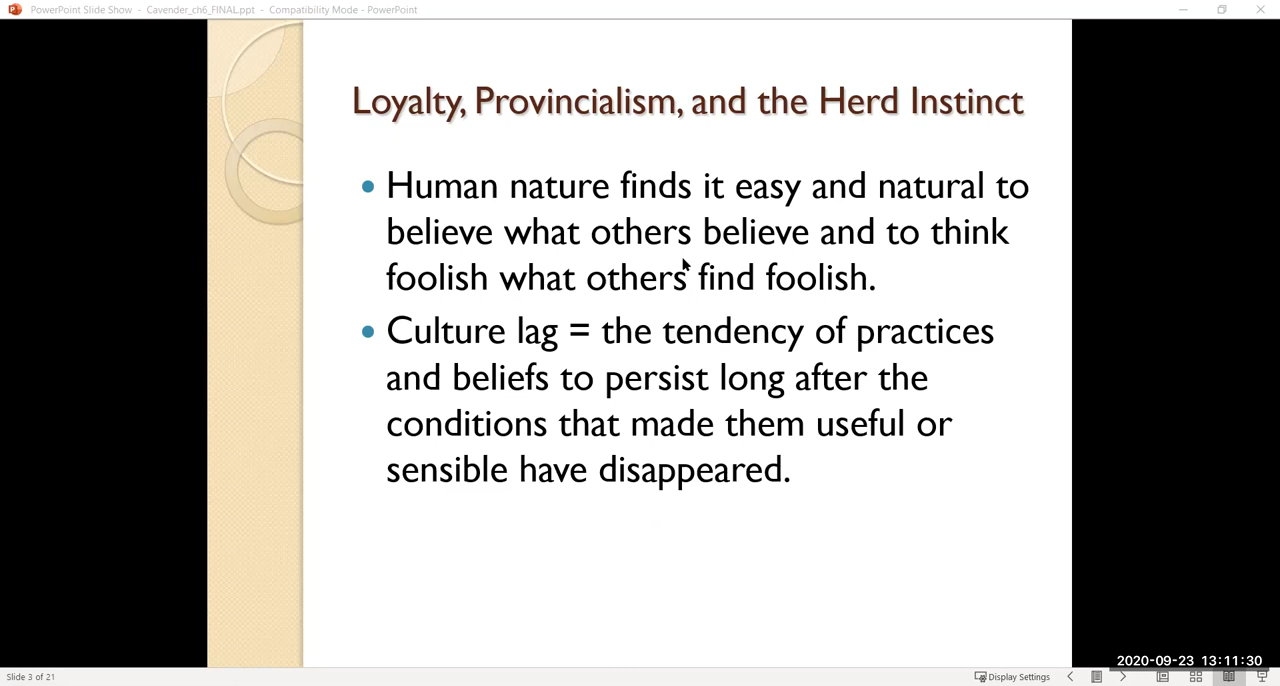 PowerPoint Slide Show - Cavender_ch6_FINAL.ppt - Compatibility Mode - PowerPoint
Loyalty, Provincialism, and the Herd Instinct
• Human nature finds it easy and natural to
believe what others believe and to think
foolish what others find foolish.
• Culture lag = the tendency of practices
and beliefs to persist long after the
conditions that made them useful or
sensible have disappeared.
2020-09-23 13:11:30
Slide 3 of 21
Display Settings